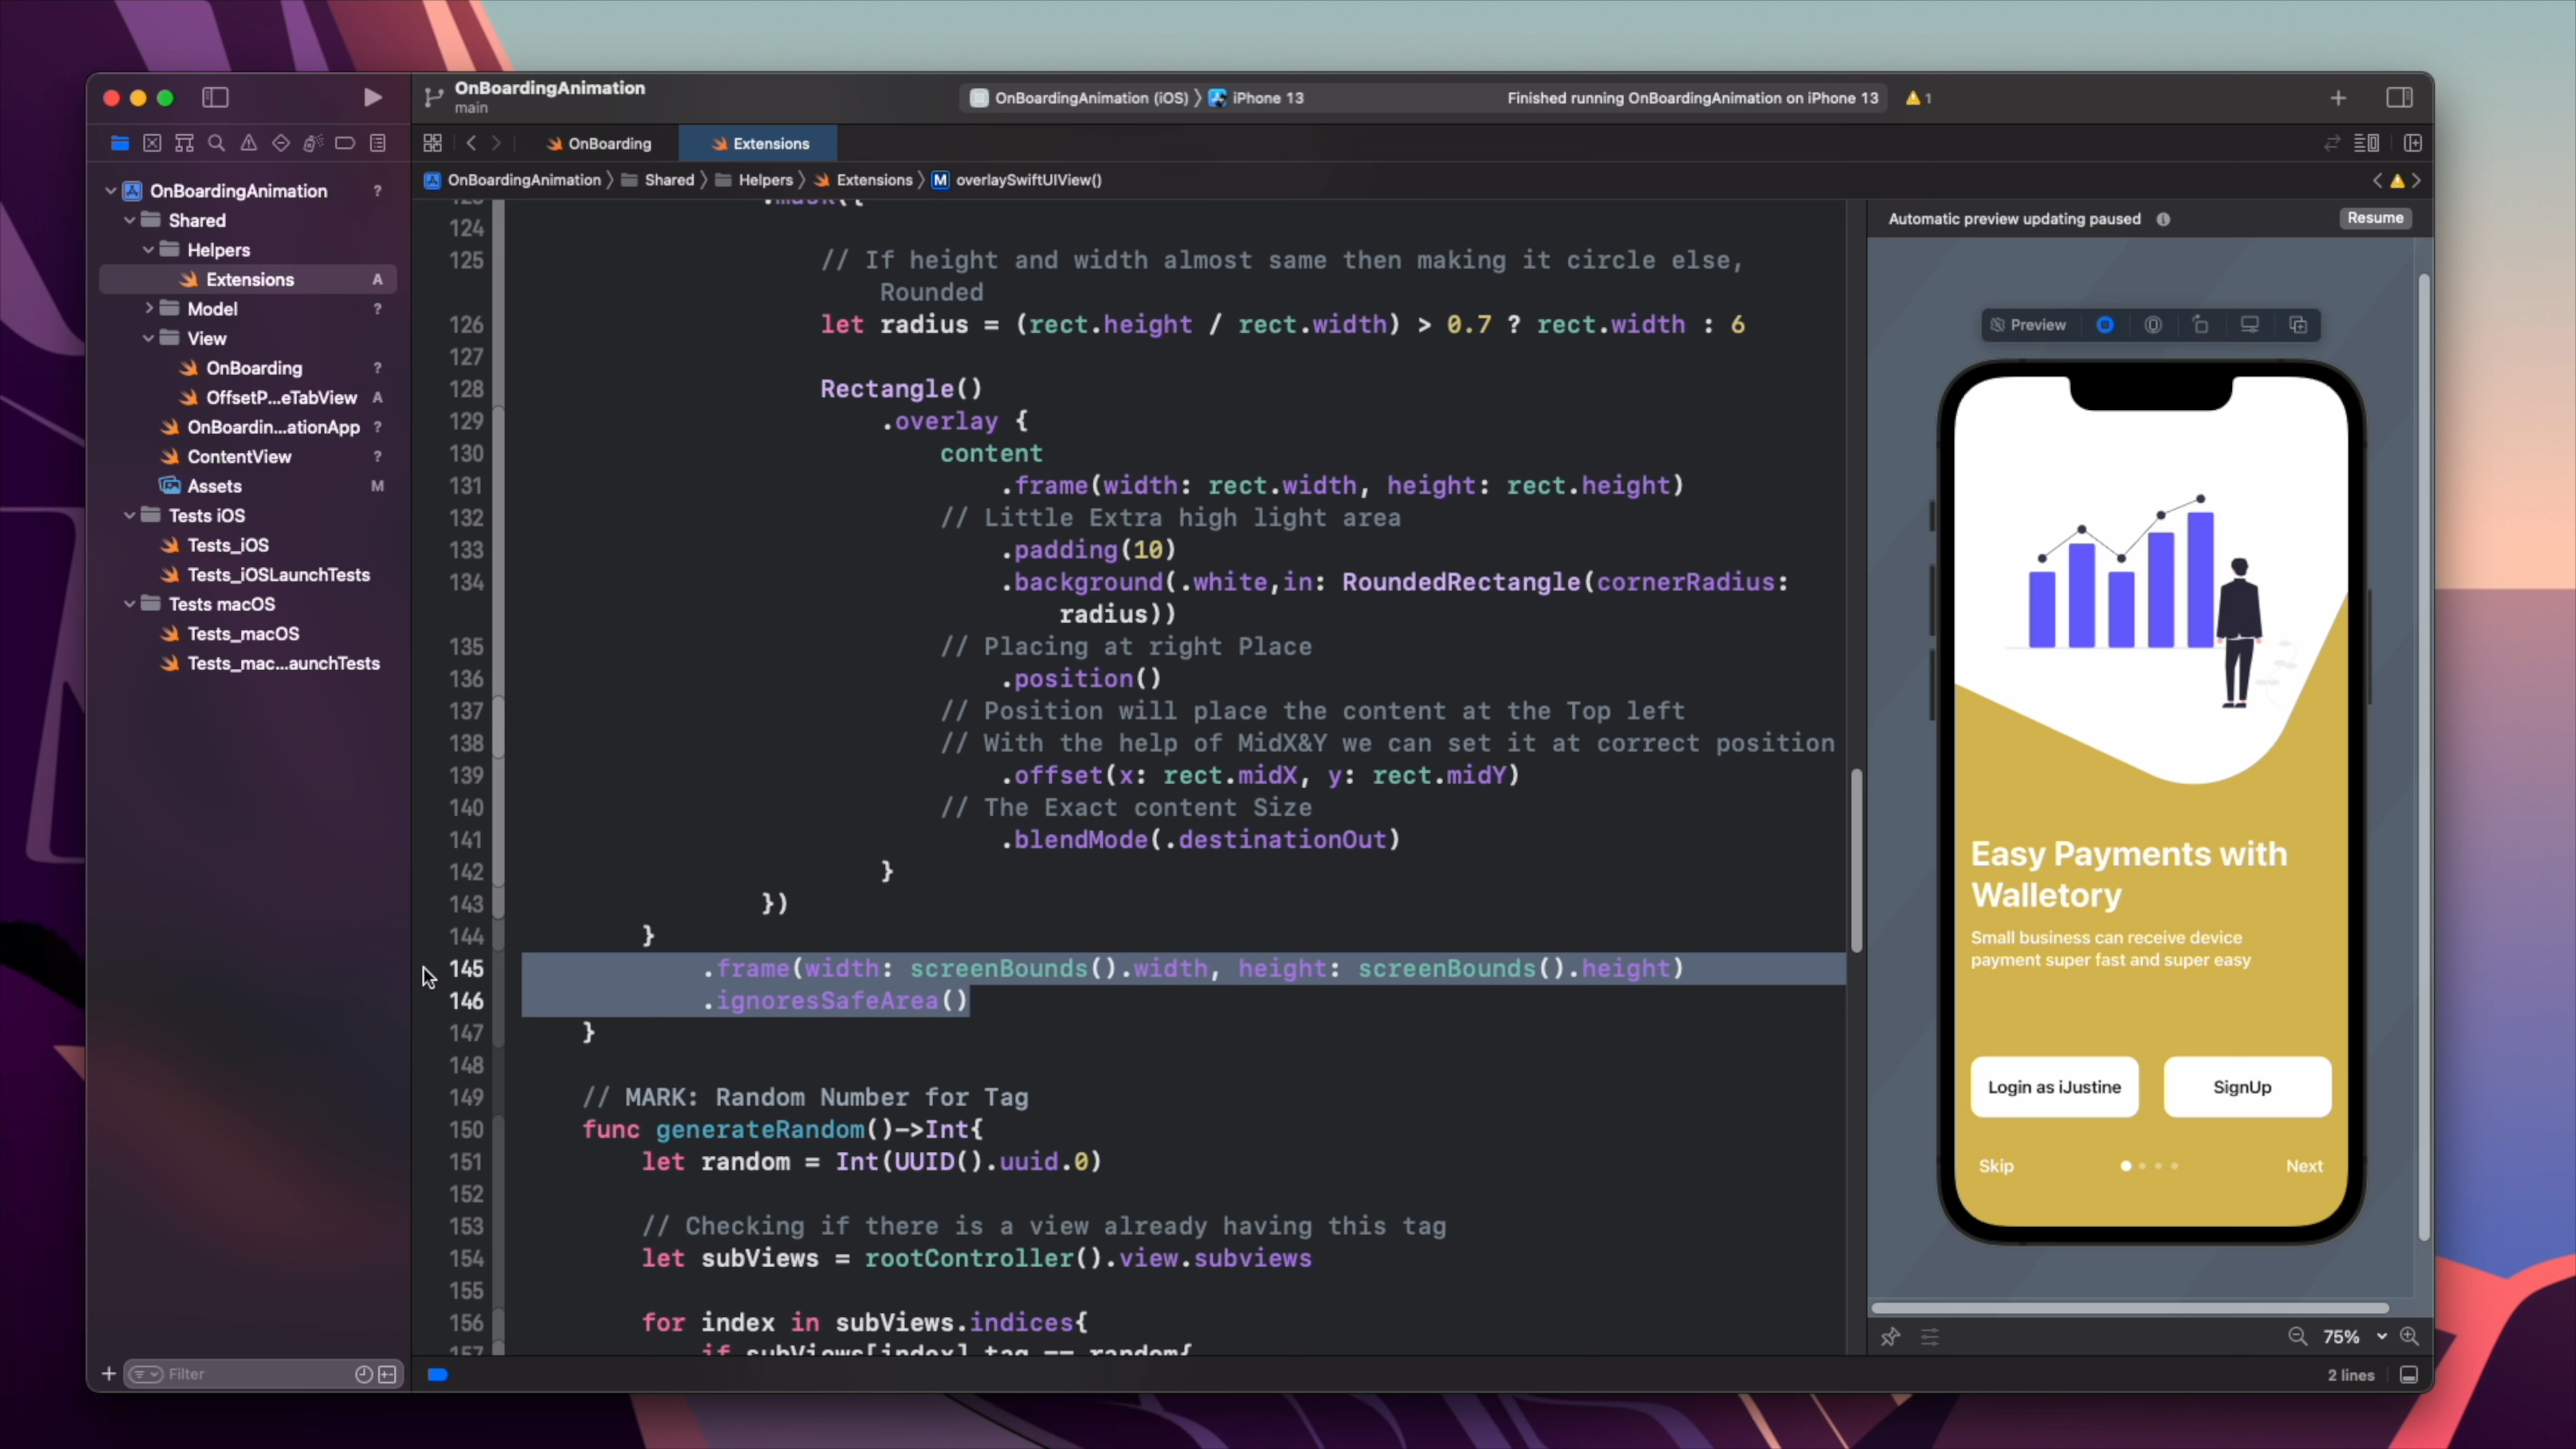 OnBoardingAnimation
main
OnBoardingAnimation (iOS) 〉 iPhone 13
Finished running OnBoardingAnimation on iPhone 13
1
OnBoarding
Extensions
OnBoardingAnimation 〉 Shared 〉 Helpers 〉 Extensions 〉 M overlaySwiftUIView()
OnBoardingAnimation ?
Shared
Helpers
Extensions A
Model ?
View
OnBoarding ?
OffsetP...eTabView A
OnBoardin...ationApp ?
ContentView ?
Assets M
Tests iOS
Tests_iOS
Tests_iOSLaunchTests
Tests macOS
Tests_macOS
Tests_mac...aunchTests
Filter
124
125 // If height and width almost same then making it circle else,
Rounded
126 let radius = (rect.height / rect.width) > 0.7 ? rect.width : 6
127
128 Rectangle()
129 .overlay {
130 content
131 .frame(width: rect.width, height: rect.height)
132 // Little Extra high light area
133 .padding(10)
134 .background(.white,in: RoundedRectangle(cornerRadius:
radius))
135 // Placing at right Place
136 .position()
137 // Position will place the content at the Top left
138 // With the help of MidX&Y we can set it at correct position
139 .offset(x: rect.midX, y: rect.midY)
140 // The Exact content Size
141 .blendMode(.destinationOut)
142 }
143 })
144 }
145 .frame(width: screenBounds().width, height: screenBounds().height)
146 .ignoresSafeArea()
147 }
148
149 // MARK: Random Number for Tag
150 func generateRandom()->Int{
151 let random = Int(UUID().uuid.0)
152
153 // Checking if there is a view already having this tag
154 let subViews = rootController().view.subviews
155
156 for index in subViews.indices{
157 if subViews[index].tag == random{
Automatic preview updating paused
Resume
Preview
Easy Payments with
Walletory
Small business can receive device
payment super fast and super easy
Login as iJustine
SignUp
Skip
Next
75%
2 lines